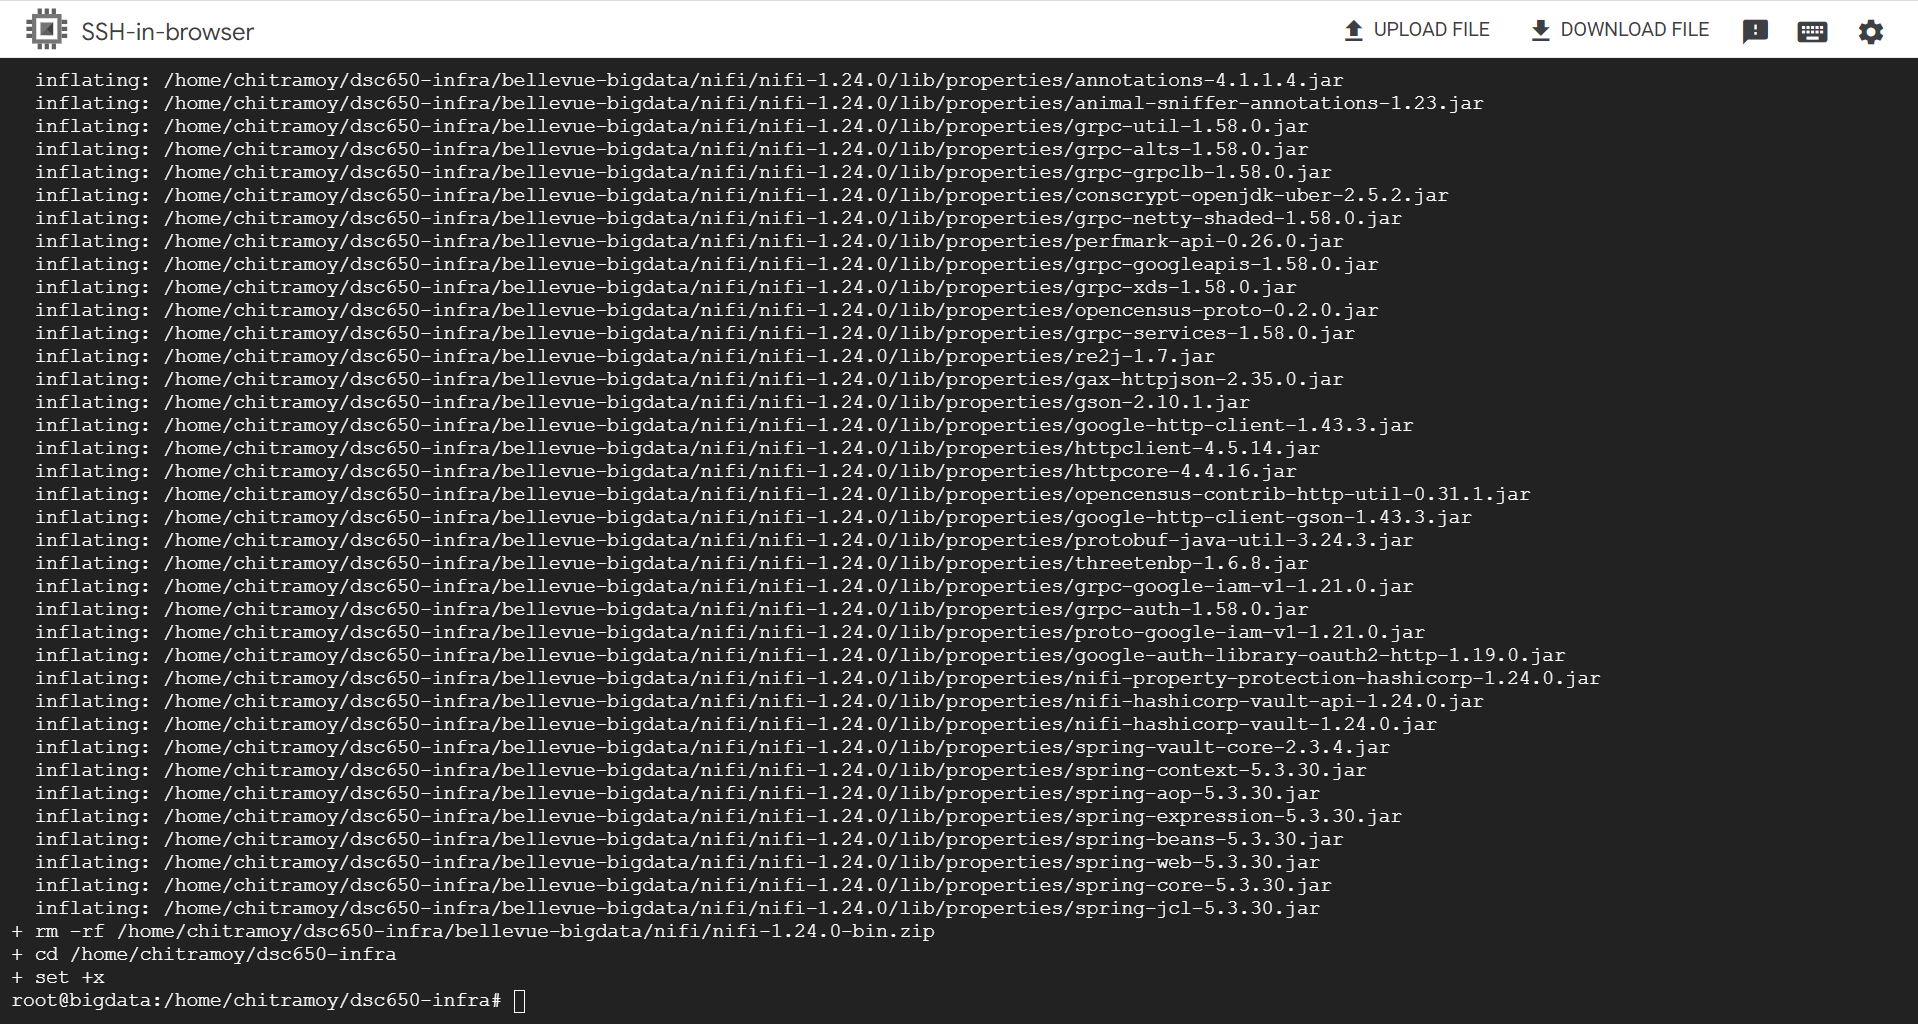 SSH-in-browser
UPLOAD FILE
DOWNLOAD FILE
inflating: /home/chitramoy/dsc650-infra/bellevue-bigdata/nifi/nifi-1.24.0/lib/properties/annotations-4.1.1.4.jar
inflating: /home/chitramoy/dsc650-infra/bellevue-bigdata/nifi/nifi-1.24.0/lib/properties/animal-sniffer-annotations-1.23.jar
inflating: /home/chitramoy/dsc650-infra/bellevue-bigdata/nifi/nifi-1.24.0/lib/properties/grpc-util-1.58.0.jar
inflating: /home/chitramoy/dsc650-infra/bellevue-bigdata/nifi/nifi-1.24.0/lib/properties/grpc-alts-1.58.0.jar
inflating: /home/chitramoy/dsc650-infra/bellevue-bigdata/nifi/nifi-1.24.0/lib/properties/grpc-grpclb-1.58.0.jar
inflating: /home/chitramoy/dsc650-infra/bellevue-bigdata/nifi/nifi-1.24.0/lib/properties/conscrypt-openjdk-uber-2.5.2.jar
inflating: /home/chitramoy/dsc650-infra/bellevue-bigdata/nifi/nifi-1.24.0/lib/properties/grpc-netty-shaded-1.58.0.jar
inflating: /home/chitramoy/dsc650-infra/bellevue-bigdata/nifi/nifi-1.24.0/lib/properties/perfmark-api-0.26.0.jar
inflating: /home/chitramoy/dsc650-infra/bellevue-bigdata/nifi/nifi-1.24.0/lib/properties/grpc-googleapis-1.58.0.jar
inflating: /home/chitramoy/dsc650-infra/bellevue-bigdata/nifi/nifi-1.24.0/lib/properties/grpc-xds-1.58.0.jar
inflating: /home/chitramoy/dsc650-infra/bellevue-bigdata/nifi/nifi-1.24.0/lib/properties/opencensus-proto-0.2.0.jar
inflating: /home/chitramoy/dsc650-infra/bellevue-bigdata/nifi/nifi-1.24.0/lib/properties/grpc-services-1.58.0.jar
inflating: /home/chitramoy/dsc650-infra/bellevue-bigdata/nifi/nifi-1.24.0/lib/properties/re2j-1.7.jar
inflating: /home/chitramoy/dsc650-infra/bellevue-bigdata/nifi/nifi-1.24.0/lib/properties/gax-httpjson-2.35.0.jar
inflating: /home/chitramoy/dsc650-infra/bellevue-bigdata/nifi/nifi-1.24.0/lib/properties/gson-2.10.1.jar
inflating: /home/chitramoy/dsc650-infra/bellevue-bigdata/nifi/nifi-1.24.0/lib/properties/google-http-client-1.43.3.jar
inflating: /home/chitramoy/dsc650-infra/bellevue-bigdata/nifi/nifi-1.24.0/lib/properties/httpclient-4.5.14.jar
inflating: /home/chitramoy/dsc650-infra/bellevue-bigdata/nifi/nifi-1.24.0/lib/properties/httpcore-4.4.16.jar
inflating: /home/chitramoy/dsc650-infra/bellevue-bigdata/nifi/nifi-1.24.0/lib/properties/opencensus-contrib-http-util-0.31.1.jar
inflating: /home/chitramoy/dsc650-infra/bellevue-bigdata/nifi/nifi-1.24.0/lib/properties/google-http-client-gson-1.43.3.jar
inflating: /home/chitramoy/dsc650-infra/bellevue-bigdata/nifi/nifi-1.24.0/lib/properties/protobuf-java-util-3.24.3.jar
inflating: /home/chitramoy/dsc650-infra/bellevue-bigdata/nifi/nifi-1.24.0/lib/properties/threetenbp-1.6.8.jar
inflating: /home/chitramoy/dsc650-infra/bellevue-bigdata/nifi/nifi-1.24.0/lib/properties/grpc-google-iam-v1-1.21.0.jar
inflating: /home/chitramoy/dsc650-infra/bellevue-bigdata/nifi/nifi-1.24.0/lib/properties/grpc-auth-1.58.0.jar
inflating: /home/chitramoy/dsc650-infra/bellevue-bigdata/nifi/nifi-1.24.0/lib/properties/proto-google-iam-v1-1.21.0.jar
inflating: /home/chitramoy/dsc650-infra/bellevue-bigdata/nifi/nifi-1.24.0/lib/properties/google-auth-library-oauth2-http-1.19.0.jar
inflating: /home/chitramoy/dsc650-infra/bellevue-bigdata/nifi/nifi-1.24.0/lib/properties/nifi-property-protection-hashicorp-1.24.0.jar
inflating: /home/chitramoy/dsc650-infra/bellevue-bigdata/nifi/nifi-1.24.0/lib/properties/nifi-hashicorp-vault-api-1.24.0.jar
inflating: /home/chitramoy/dsc650-infra/bellevue-bigdata/nifi/nifi-1.24.0/lib/properties/nifi-hashicorp-vault-1.24.0.jar
inflating: /home/chitramoy/dsc650-infra/bellevue-bigdata/nifi/nifi-1.24.0/lib/properties/spring-vault-core-2.3.4.jar
inflating: /home/chitramoy/dsc650-infra/bellevue-bigdata/nifi/nifi-1.24.0/lib/properties/spring-context-5.3.30.jar
inflating: /home/chitramoy/dsc650-infra/bellevue-bigdata/nifi/nifi-1.24.0/lib/properties/spring-aop-5.3.30.jar
inflating: /home/chitramoy/dsc650-infra/bellevue-bigdata/nifi/nifi-1.24.0/lib/properties/spring-expression-5.3.30.jar
inflating: /home/chitramoy/dsc650-infra/bellevue-bigdata/nifi/nifi-1.24.0/lib/properties/spring-beans-5.3.30.jar
inflating: /home/chitramoy/dsc650-infra/bellevue-bigdata/nifi/nifi-1.24.0/lib/properties/spring-web-5.3.30.jar
inflating: /home/chitramoy/dsc650-infra/bellevue-bigdata/nifi/nifi-1.24.0/lib/properties/spring-core-5.3.30.jar
inflating: /home/chitramoy/dsc650-infra/bellevue-bigdata/nifi/nifi-1.24.0/lib/properties/spring-jcl-5.3.30.jar
+ rm -rf /home/chitramoy/dsc650-infra/bellevue-bigdata/nifi/nifi-1.24.0-bin.zip
+ cd /home/chitramoy/dsc650-infra
+ set +x
root@bigdata:/home/chitramoy/dsc650-infra#